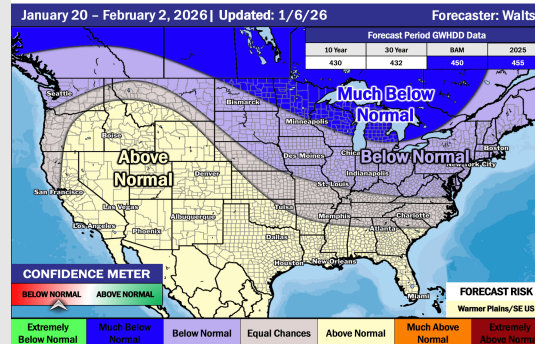 January 20 – February 2, 2026| Updated: 1/6/26
Forecaster: Walts
Forecast Period GWHDD Data
10 Year 30 Year BAM 2025
430 432 450 455
Seattle
Bismarck
Much Below
Normal
Minneapolis
Boise
Above
Normal
Des Moines
Chica
Below Normal
Boston
New York City
Indianapolis
Denver
St. Louis
San Francisco
Las Vegas
Tulsa
Memphis
Charlotte
Los Angeles
Phoenix
Albuquerque
Dallas
Atlanta
Houston
New Orleans
Miami
CONFIDENCE METER
BELOW NORMAL
ABOVE NORMAL
FORECAST RISK
Warmer Plains/SE US
Extremely
Below Normal
Much Below
Normal
Below Normal
Equal Chances
Above Normal
Much Above
Normal
Extremely
Above Normal